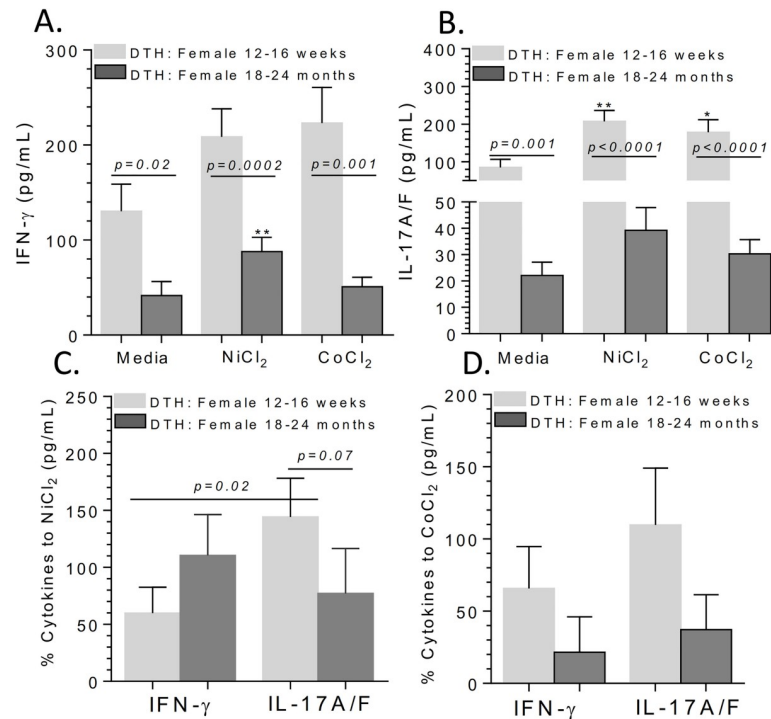 A.
IFN-γ (pg/mL)
300
200
100
0
DTH: Female 12-16 weeks
DTH: Female 18-24 months
p=0.02
p=0.0002
p=0.001
**
Media
NiCl2
CoCl2
B.
IL-17A/F (pg/mL)
400
300
200
100
50
40
30
20
10
0
DTH: Female 12-16 weeks
DTH: Female 18-24 months
**
*
p=0.001
p<0.0001
p<0.0001
Media
NiCl2
CoCl2
C.
% Cytokines to NiCl2 (pg/mL)
250
200
150
100
50
0
DTH: Female 12-16 weeks
DTH: Female 18-24 months
p=0.07
p=0.02
IFN-γ
IL-17A/F
D.
% Cytokines to CoCl2 (pg/mL)
200
150
100
50
0
DTH: Female 12-16 weeks
DTH: Female 18-24 months
IFN-γ
IL-17A/F